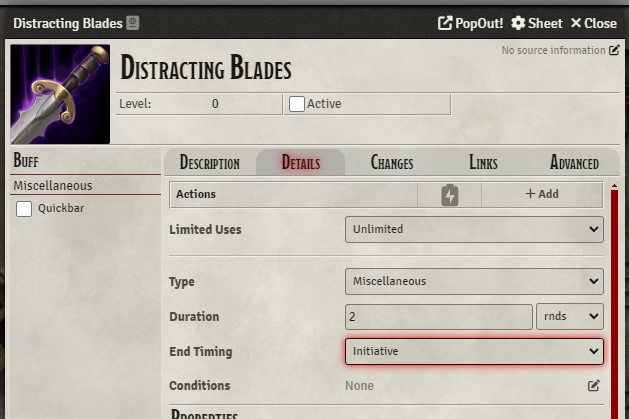 Distracting Blades PopOut! Sheet Close
No source information
Distracting Blades
Level: 0 Active
Buff
Miscellaneous
Quickbar
Description Details Changes Links Advanced
Actions + Add
Limited Uses Unlimited
Type Miscellaneous
Duration 2 rnds
End Timing Initiative
Conditions None
Properties